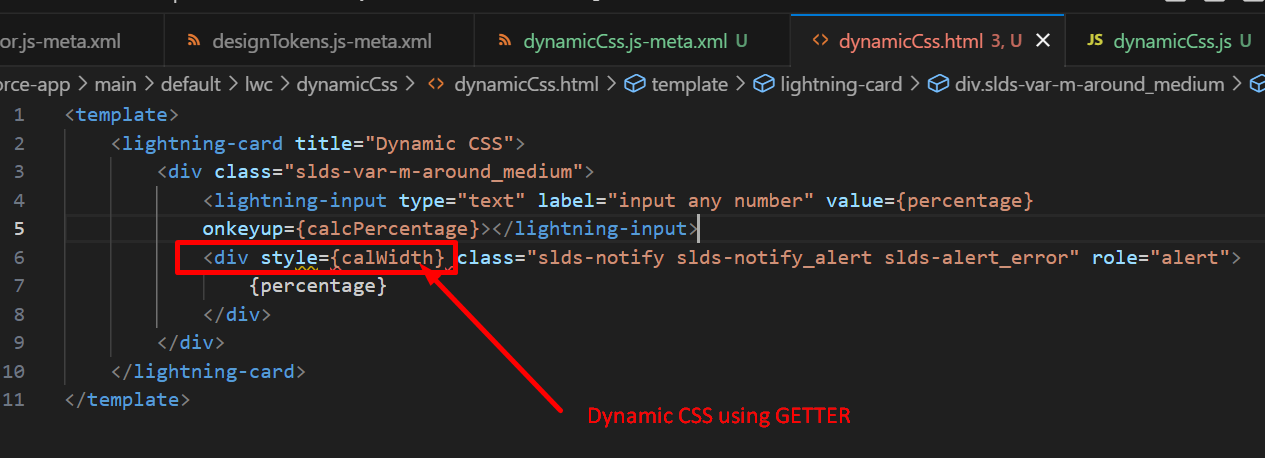 or.js-meta.xml designTokens.js-meta.xml dynamicCss.js-meta.xml U dynamicCss.html 3, U JS dynamicCss.js U
orce-app > main > default > lwc > dynamicCss > dynamicCss.html > template > lightning-card > div.slds-var-m-around_medium >
1 <template>
2 <lightning-card title="Dynamic CSS">
3 <div class="slds-var-m-around_medium">
4 <lightning-input type="text" label="input any number" value={percentage}
5 onkeyup={calcPercentage}></lightning-input>
6 <div style={calWidth} class="slds-notify slds-notify_alert slds-alert_error" role="alert">
7 {percentage}
8 </div>
9 </div>
10 </lightning-card>
11 </template>
Dynamic CSS using GETTER